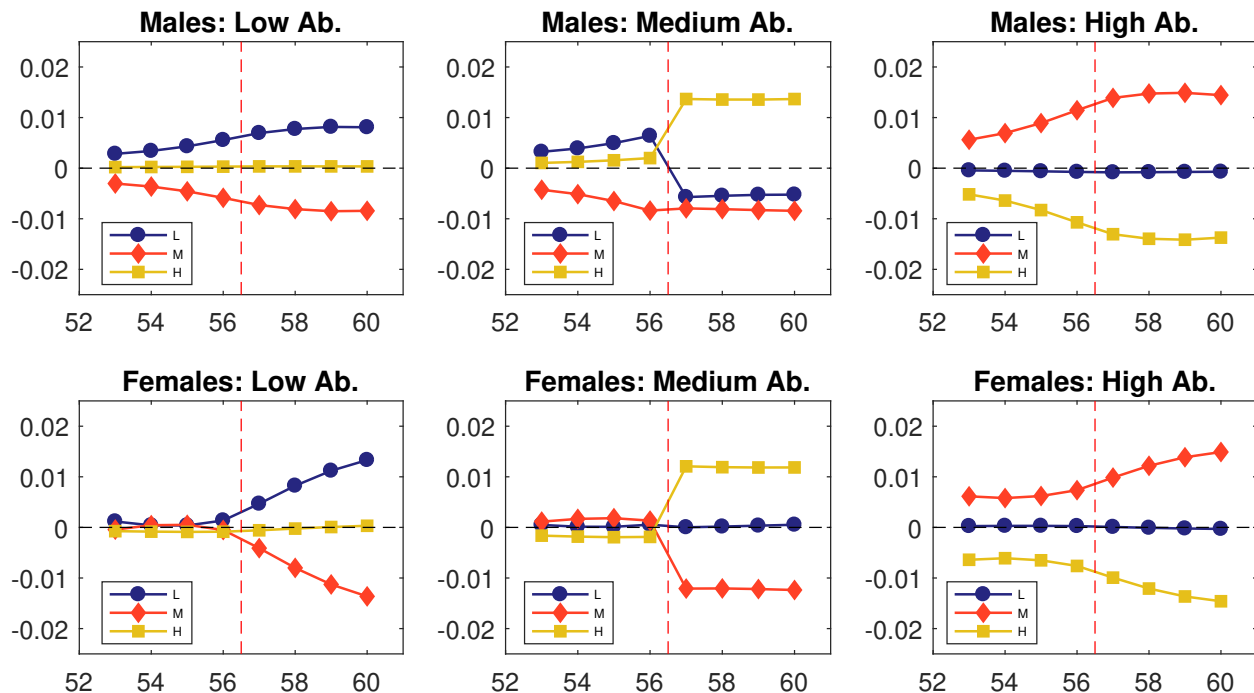 Males: Low Ab.
0.02
0.01
0
-0.01
-0.02
L
M
H
52 54 56 58 60
Males: Medium Ab.
0.02
0.01
0
-0.01
-0.02
L
M
H
52 54 56 58 60
Males: High Ab.
0.02
0.01
0
-0.01
-0.02
L
M
H
52 54 56 58 60
Females: Low Ab.
0.02
0.01
0
-0.01
-0.02
L
M
H
52 54 56 58 60
Females: Medium Ab.
0.02
0.01
0
-0.01
-0.02
L
M
H
52 54 56 58 60
Females: High Ab.
0.02
0.01
0
-0.01
-0.02
L
M
H
52 54 56 58 60